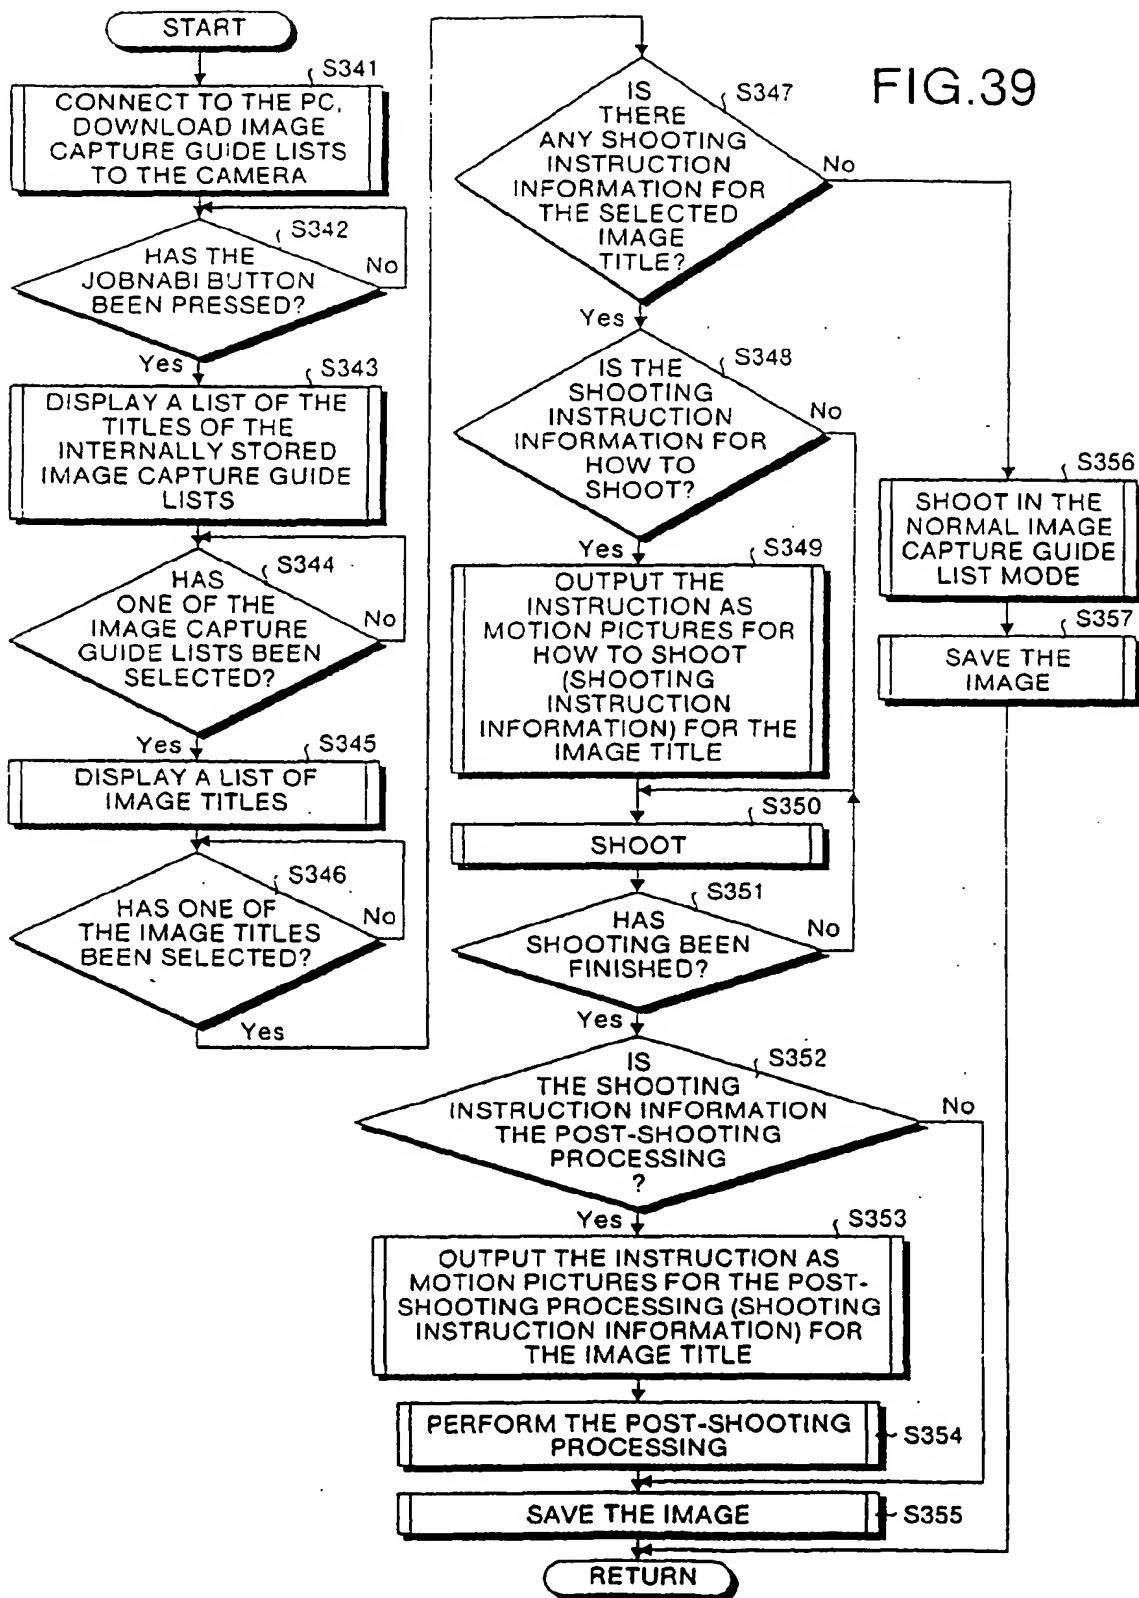 FIG.39
START
S341
CONNECT TO THE PC,
DOWNLOAD IMAGE
CAPTURE GUIDE LISTS
TO THE CAMERA
S342
HAS THE
JOBNABI BUTTON
BEEN PRESSED?
No
Yes
S343
DISPLAY A LIST OF THE
TITLES OF THE
INTERNALLY STORED
IMAGE CAPTURE GUIDE
LISTS
S344
HAS
ONE OF THE
IMAGE CAPTURE
GUIDE LISTS BEEN
SELECTED?
No
Yes
S345
DISPLAY A LIST OF
IMAGE TITLES
S346
HAS ONE OF
THE IMAGE TITLES
BEEN SELECTED?
No
Yes
S347
IS
THERE
ANY SHOOTING
INSTRUCTION
INFORMATION FOR
THE SELECTED
IMAGE
TITLE?
No
Yes
S348
IS THE
SHOOTING
INSTRUCTION
INFORMATION FOR
HOW TO
SHOOT?
No
Yes
S349
OUTPUT THE
INSTRUCTION AS
MOTION PICTURES FOR
HOW TO SHOOT
(SHOOTING
INSTRUCTION
INFORMATION) FOR THE
IMAGE TITLE
S350
SHOOT
S351
HAS
SHOOTING BEEN
FINISHED?
No
Yes
S352
IS
THE SHOOTING
INSTRUCTION INFORMATION
THE POST-SHOOTING
PROCESSING
?
No
Yes
S353
OUTPUT THE INSTRUCTION AS
MOTION PICTURES FOR THE POST-
SHOOTING PROCESSING (SHOOTING
INSTRUCTION INFORMATION) FOR
THE IMAGE TITLE
PERFORM THE POST-SHOOTING
PROCESSING
S354
SAVE THE IMAGE
S355
S356
SHOOT IN THE
NORMAL IMAGE
CAPTURE GUIDE
LIST MODE
S357
SAVE THE
IMAGE
RETURN